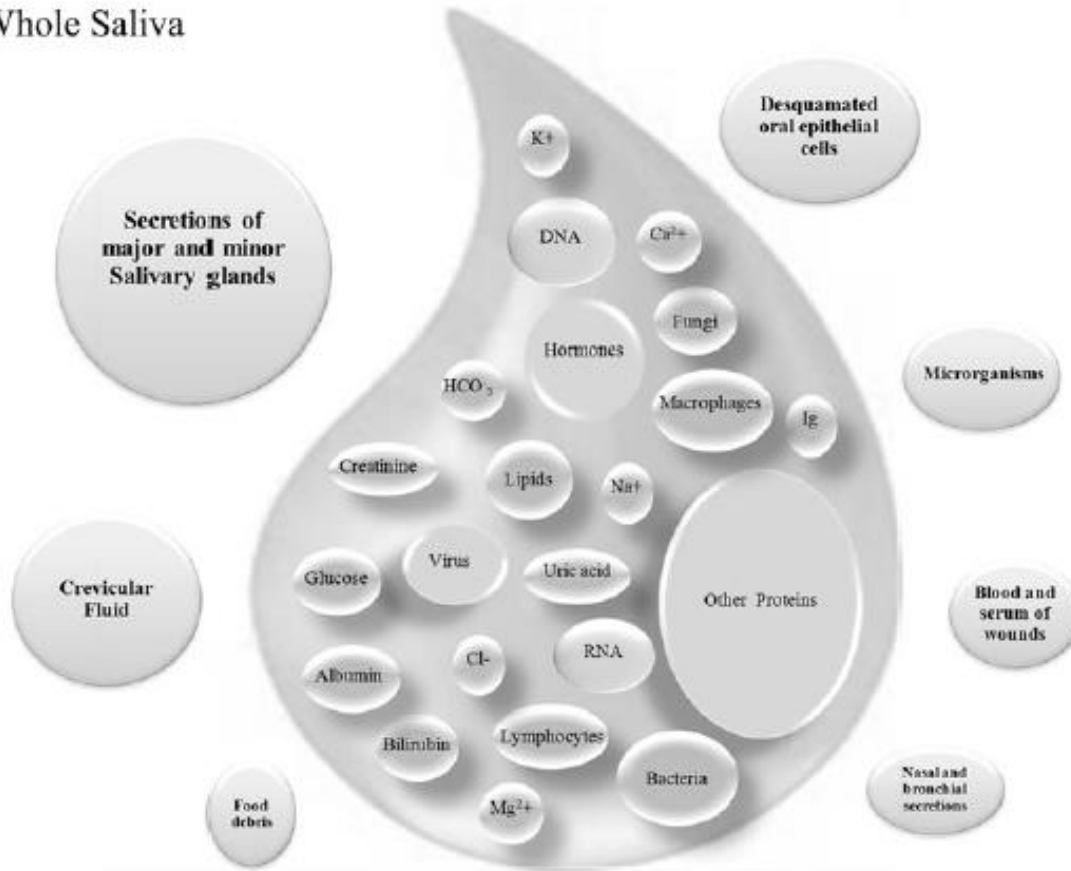 Whole Saliva
Desquamated
oral epithelial
cells
K+
Secretions of
major and minor
Salivary glands
DNA
Ca2+
Fungi
Hormones
HCO3
Macrophages
Ig
Microrganisms
Creatinine
Lipids
Na+
Virus
Glucose
Uric acid
Other Proteins
Crevicular
Fluid
Blood and
serum of
wounds
Cl-
RNA
Albumin
Bilirubin
Lymphocytes
Bacteria
Nasal and
bronchial
secretions
Food
debris
Mg2+